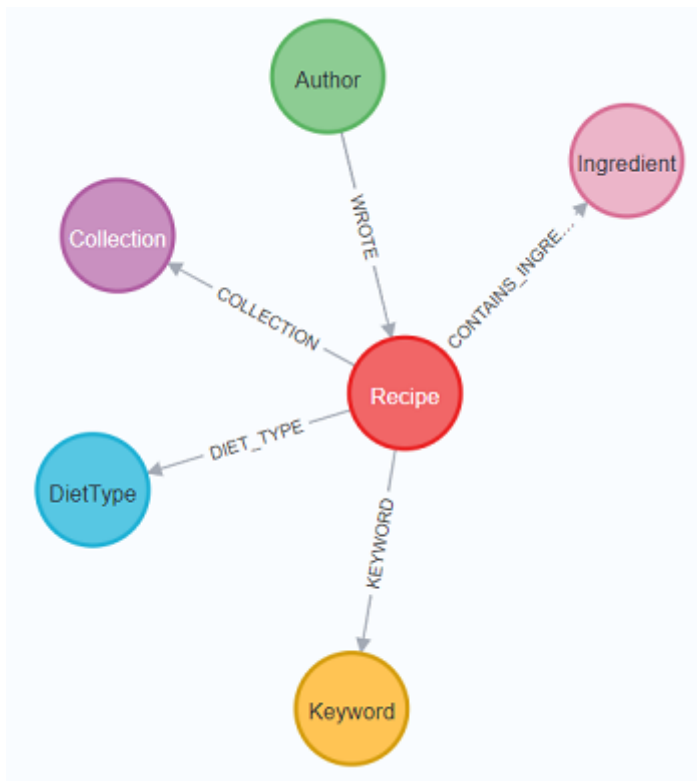 Author
Ingredient
WROTE
Collection
CONTAINS_INGRE...
COLLECTION
Recipe
DIET_TYPE
DietType
KEYWORD
Keyword